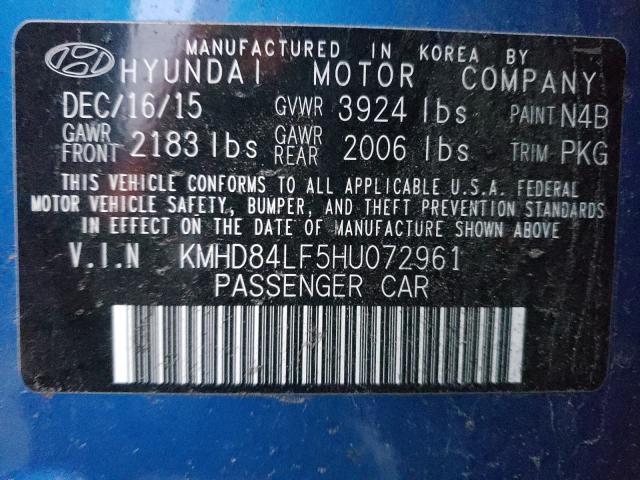 MANUFACTURED IN KOREA BY
HYUNDAI MOTOR COMPANY
DEC/16/15 GVWR 3924 lbs PAINT N4B
GAWR FRONT 2183 lbs GAWR REAR 2006 lbs TRIM PKG
THIS VEHICLE CONFORMS TO ALL APPLICABLE U.S.A. FEDERAL
MOTOR VEHICLE SAFETY, BUMPER, AND THEFT PREVENTION STANDARDS
IN EFFECT ON THE DATE OF MANUFACTURE SHOWN ABOVE
V.I.N KMHD84LF5HU072961
PASSENGER CAR